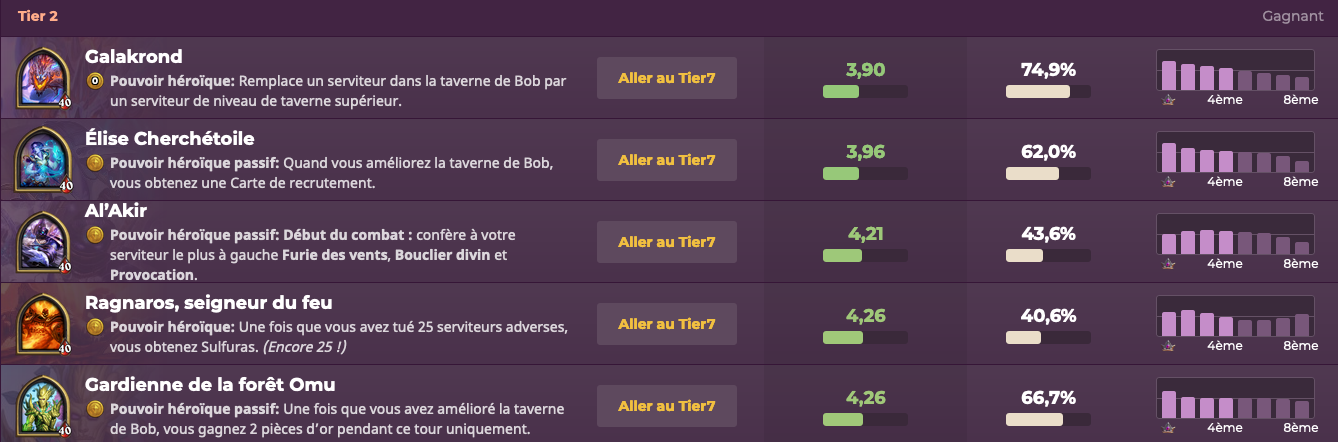 Tier 2
Gagnant
Galakrond
0
Pouvoir héroïque: Remplace un serviteur dans la taverne de Bob par
un serviteur de niveau de taverne supérieur.
40
Aller au Tier7
3,90
74,9%
4ème
8ème
Élise Cherchétoile
Pouvoir héroïque passif: Quand vous améliorez la taverne de Bob,
vous obtenez une Carte de recrutement.
40
Aller au Tier7
3,96
62,0%
4ème
8ème
Al’Akir
Pouvoir héroïque passif: Début du combat : confère à votre
serviteur le plus à gauche Furie des vents, Bouclier divin et
Provocation.
40
Aller au Tier7
4,21
43,6%
4ème
8ème
Ragnaros, seigneur du feu
Pouvoir héroïque: Une fois que vous avez tué 25 serviteurs adverses,
vous obtenez Sulfuras. (Encore 25 !)
40
Aller au Tier7
4,26
40,6%
4ème
8ème
Gardienne de la forêt Omu
Pouvoir héroïque passif: Une fois que vous avez amélioré la taverne
de Bob, vous gagnez 2 pièces d’or pendant ce tour uniquement.
40
Aller au Tier7
4,26
66,7%
4ème
8ème